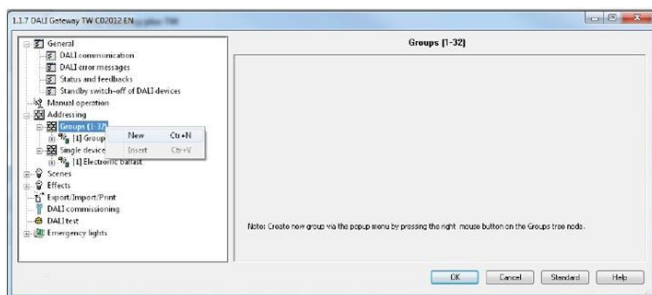 1.1.7 DALI Gateway TW C02012 EN
General
DALI communication
DALI error messages
Status and feedbacks
Standby switch-off of DALI devices
Manual operation
Addressing
Groups (1-32)
[1] Group
New Ctr+N
Insert Ctr+V
Single device
[1] Electronic ballast
Scenes
Effects
Export/Import/Print
DALI commissioning
DALI test
Emergency lights
Groups (1-32)
Note: Create new group via the popup menu by pressing the right mouse button on the Groups tree node.
OK Cancel Standard Help